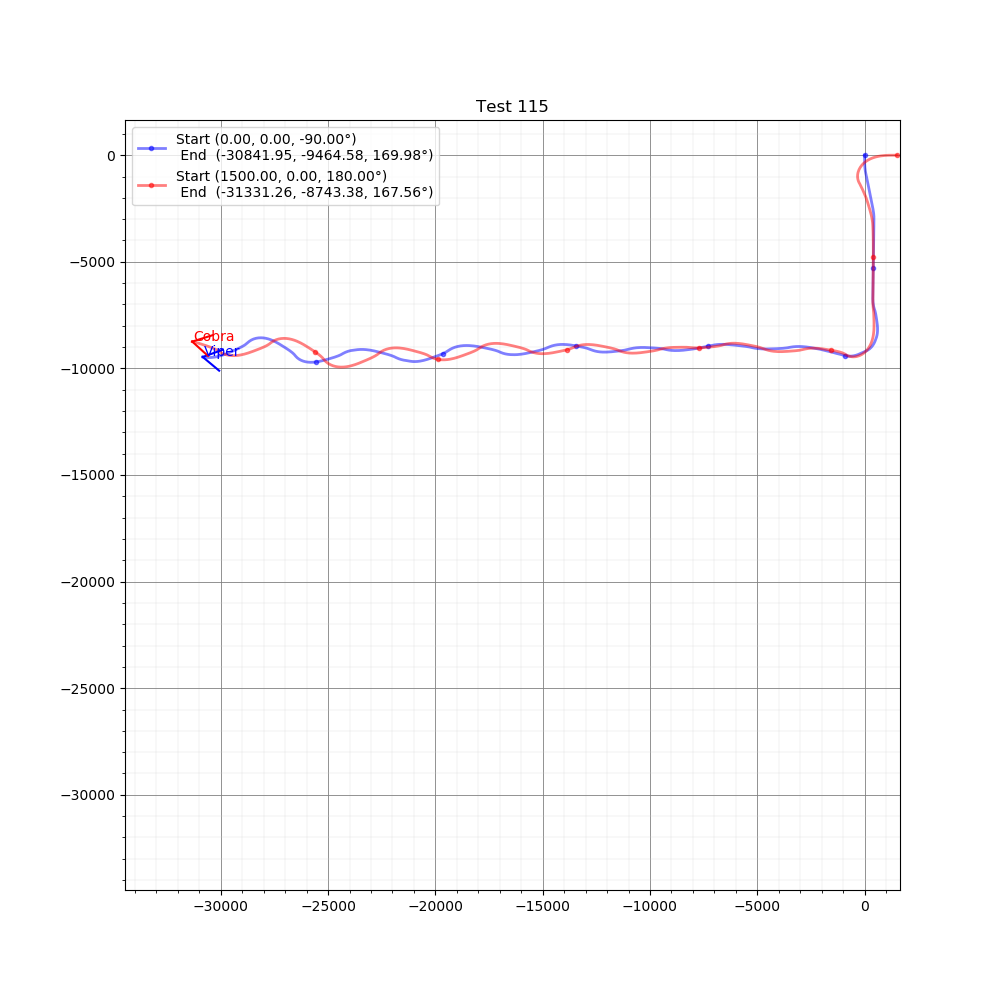 Test 115
Start (0.00, 0.00, -90.00°)
End (-30841.95, -9464.58, 169.98°)
Start (1500.00, 0.00, 180.00°)
End (-31331.26, -8743.38, 167.56°)
0
−5000
−10000
−15000
−20000
−25000
−30000
Cobra
Viper
−30000 −25000 −20000 −15000 −10000 −5000 0